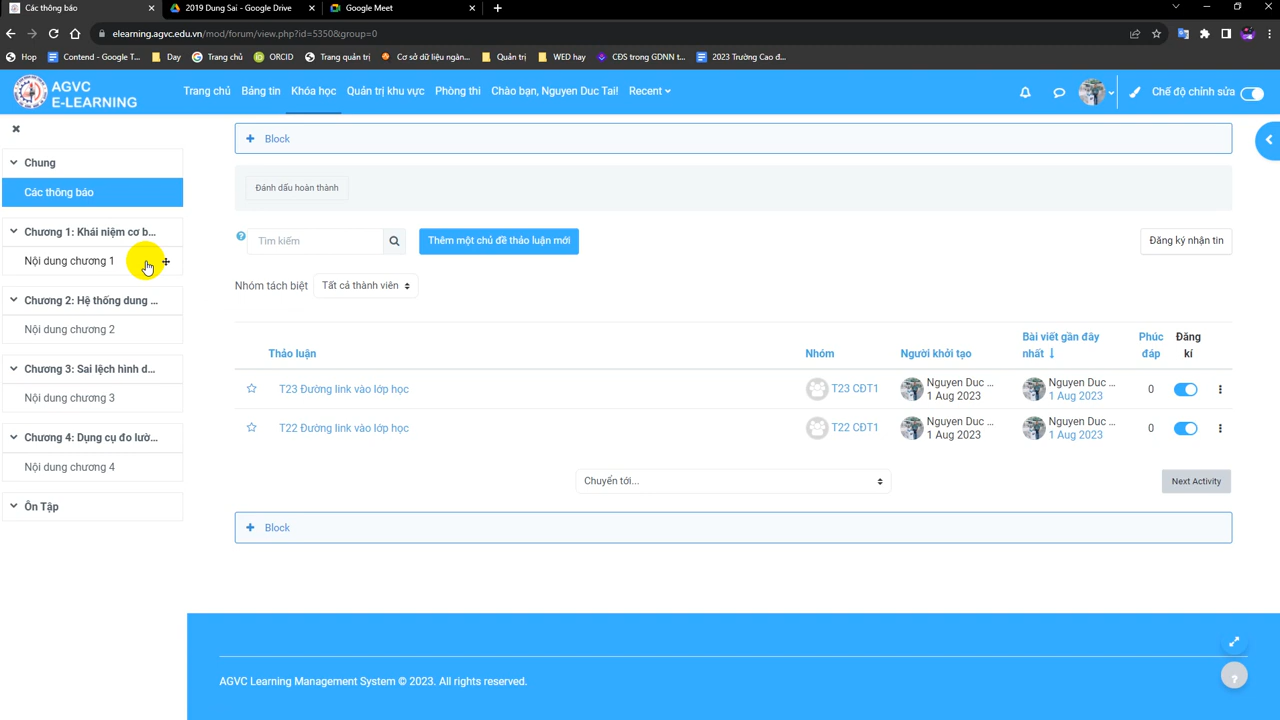 Các thông báo
2019 Dung Sai - Google Drive
Google Meet
elearning.agvc.edu.vn/mod/forum/view.php?id=5350&group=0
Hop
Contend - Google T...
Day
Trang chủ
ORCID
Trang quản trị
Cơ sở dữ liệu ngàn...
Quản trị
WED hay
CĐS trong GDNN t...
2023 Trường Cao đ...
AGVC
E-LEARNING
Trang chủ
Bảng tin
Khóa học
Quản trị khu vực
Phòng thi
Chào bạn, Nguyen Duc Tai!
Recent
Chế độ chỉnh sửa
Chung
Các thông báo
Chương 1: Khái niệm cơ b...
Nội dung chương 1
Chương 2: Hệ thống dung ...
Nội dung chương 2
Chương 3: Sai lệch hình d...
Nội dung chương 3
Chương 4: Dụng cụ đo lườ...
Nội dung chương 4
Ôn Tập
Block
Đánh dấu hoàn thành
Tìm kiếm
Thêm một chủ đề thảo luận mới
Đăng ký nhận tin
Nhóm tách biệt
Tất cả thành viên
Thảo luận
Nhóm
Người khởi tạo
Bài viết gần đây
nhất ↓
Phúc
đáp
Đăng
kí
T23 Đường link vào lớp học
T23 CĐT1
Nguyen Duc ...
1 Aug 2023
Nguyen Duc ...
1 Aug 2023
0
T22 Đường link vào lớp học
T22 CĐT1
Nguyen Duc ...
1 Aug 2023
Nguyen Duc ...
1 Aug 2023
0
Chuyển tới...
Next Activity
Block
AGVC Learning Management System © 2023. All rights reserved.
?